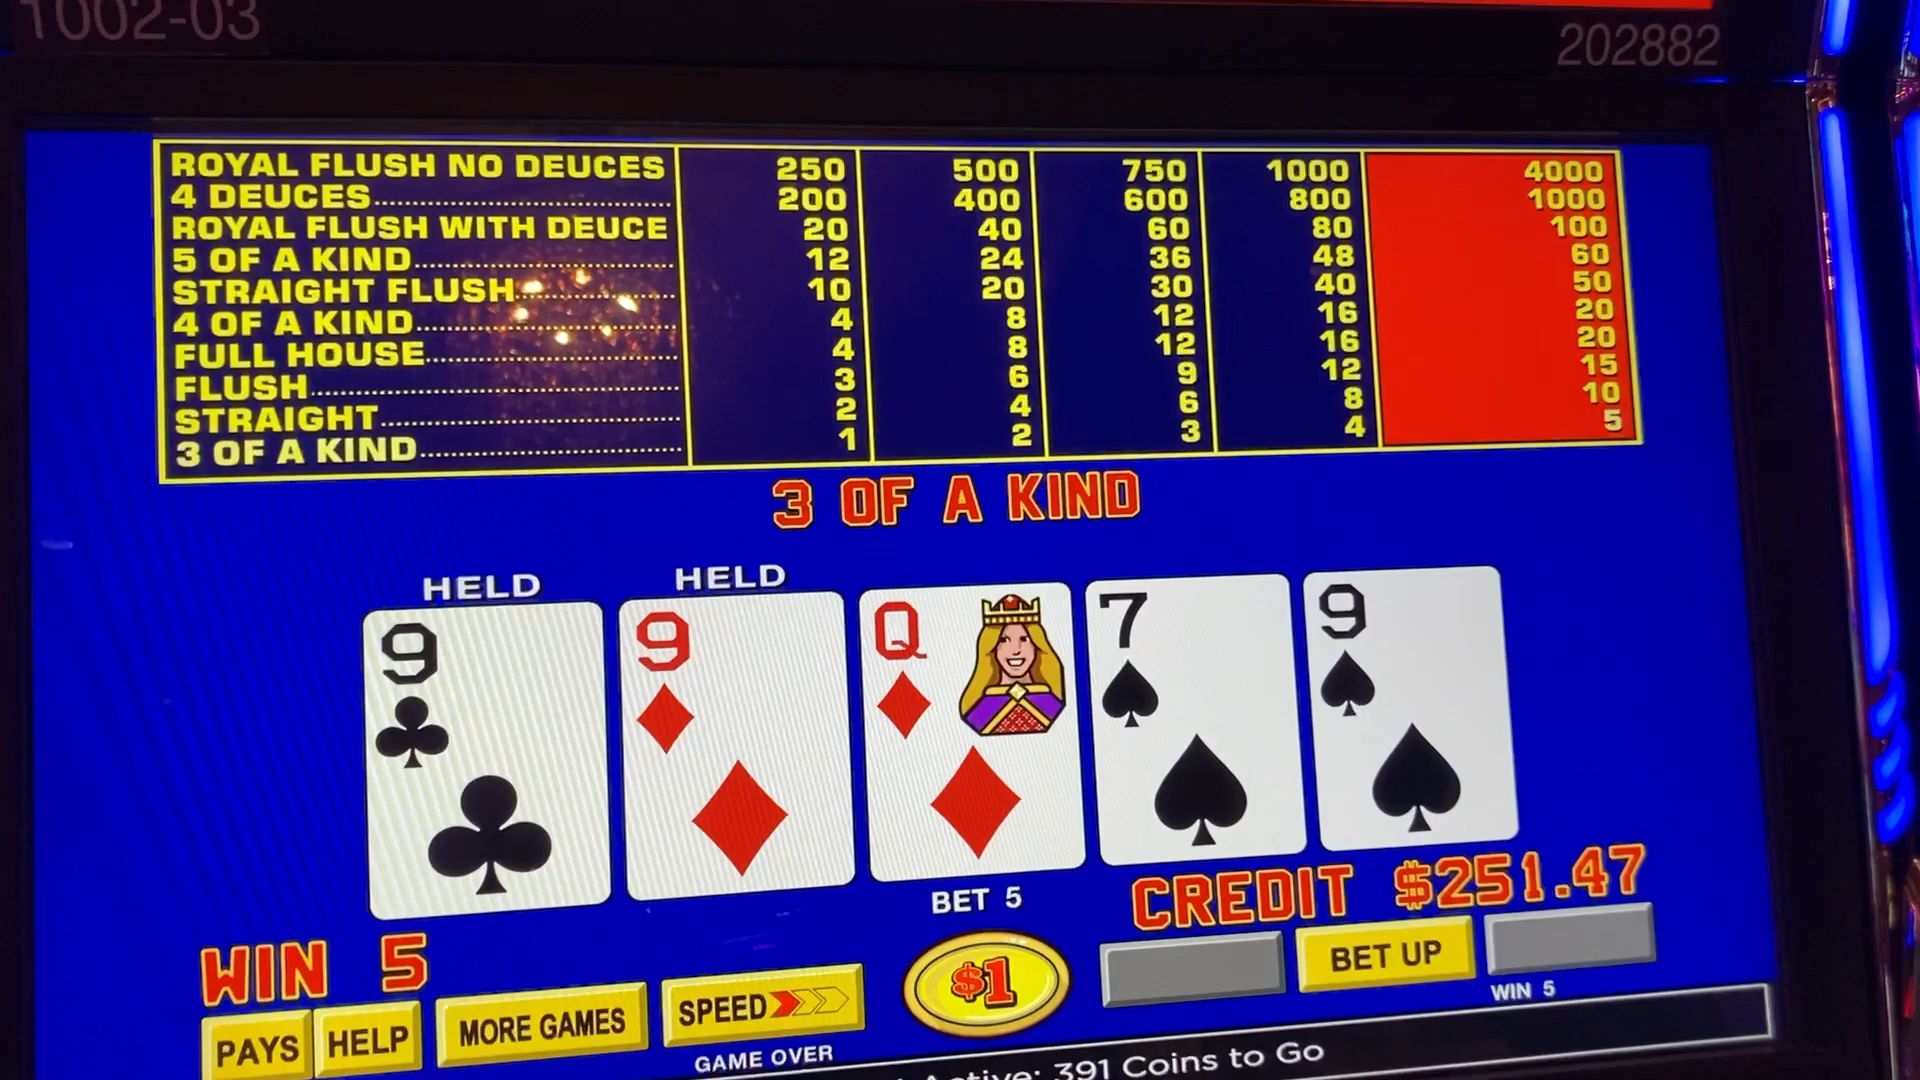 1002-03
202882
ROYAL FLUSH NO DEUCES 250 500 750 1000 4000
4 DEUCES 200 400 600 800 1000
ROYAL FLUSH WITH DEUCE 20 40 60 80 100
5 OF A KIND 12 24 36 48 60
STRAIGHT FLUSH 10 20 30 40 50
4 OF A KIND 4 8 12 16 20
FULL HOUSE 4 8 12 16 20
FLUSH 3 6 9 12 15
STRAIGHT 2 4 6 8 10
3 OF A KIND 1 2 3 4 5
3 OF A KIND
HELD HELD
9 9 Q 7 9
BET 5
CREDIT $251.47
WIN 5
PAYS HELP MORE GAMES SPEED $1 BET UP
WIN 5
GAME OVER
Active: 391 Coins to Go